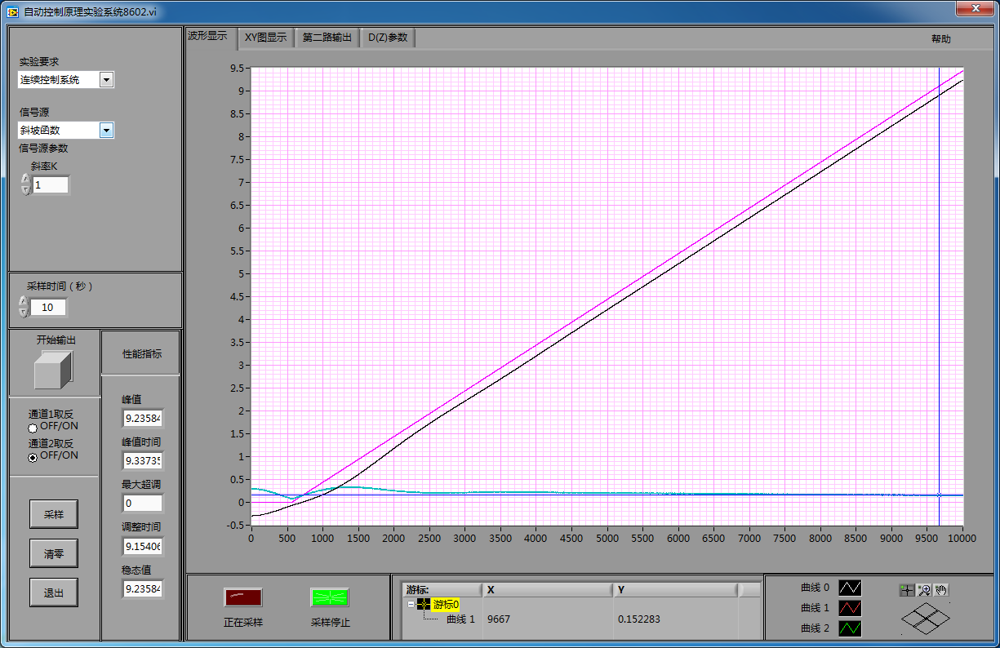 自动控制原理实验系统8602.vi
波形显示 XY图显示 第二路输出 D(Z)参数 帮助
实验要求
连续控制系统
信号源
斜坡函数
信号源参数
斜率K
1
采样时间（秒）
10
开始输出
通道1取反
OFF/ON
通道2取反
OFF/ON
采样
清零
退出
性能指标
峰值
9.23584
峰值时间
9.33735
最大超调
0
调整时间
9.15406
稳态值
9.23584
9.5
9
8.5
8
7.5
7
6.5
6
5.5
5
4.5
4
3.5
3
2.5
2
1.5
1
0.5
0
-0.5
0 500 1000 1500 2000 2500 3000 3500 4000 4500 5000 5500 6000 6500 7000 7500 8000 8500 9000 9500 10000
正在采样 采样停止
游标: X Y
游标0
曲线 1 9667 0.152283
曲线 0
曲线 1
曲线 2